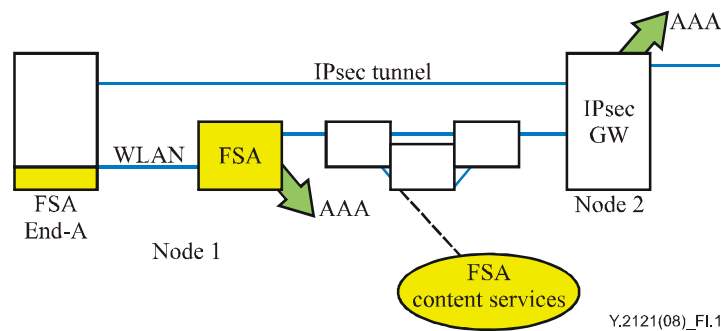 AAA
IPsec tunnel
IPsec
GW
WLAN
FSA
AAA
FSA
End-A
Node 1
Node 2
FSA
content services
Y.2121(08)_FI.1